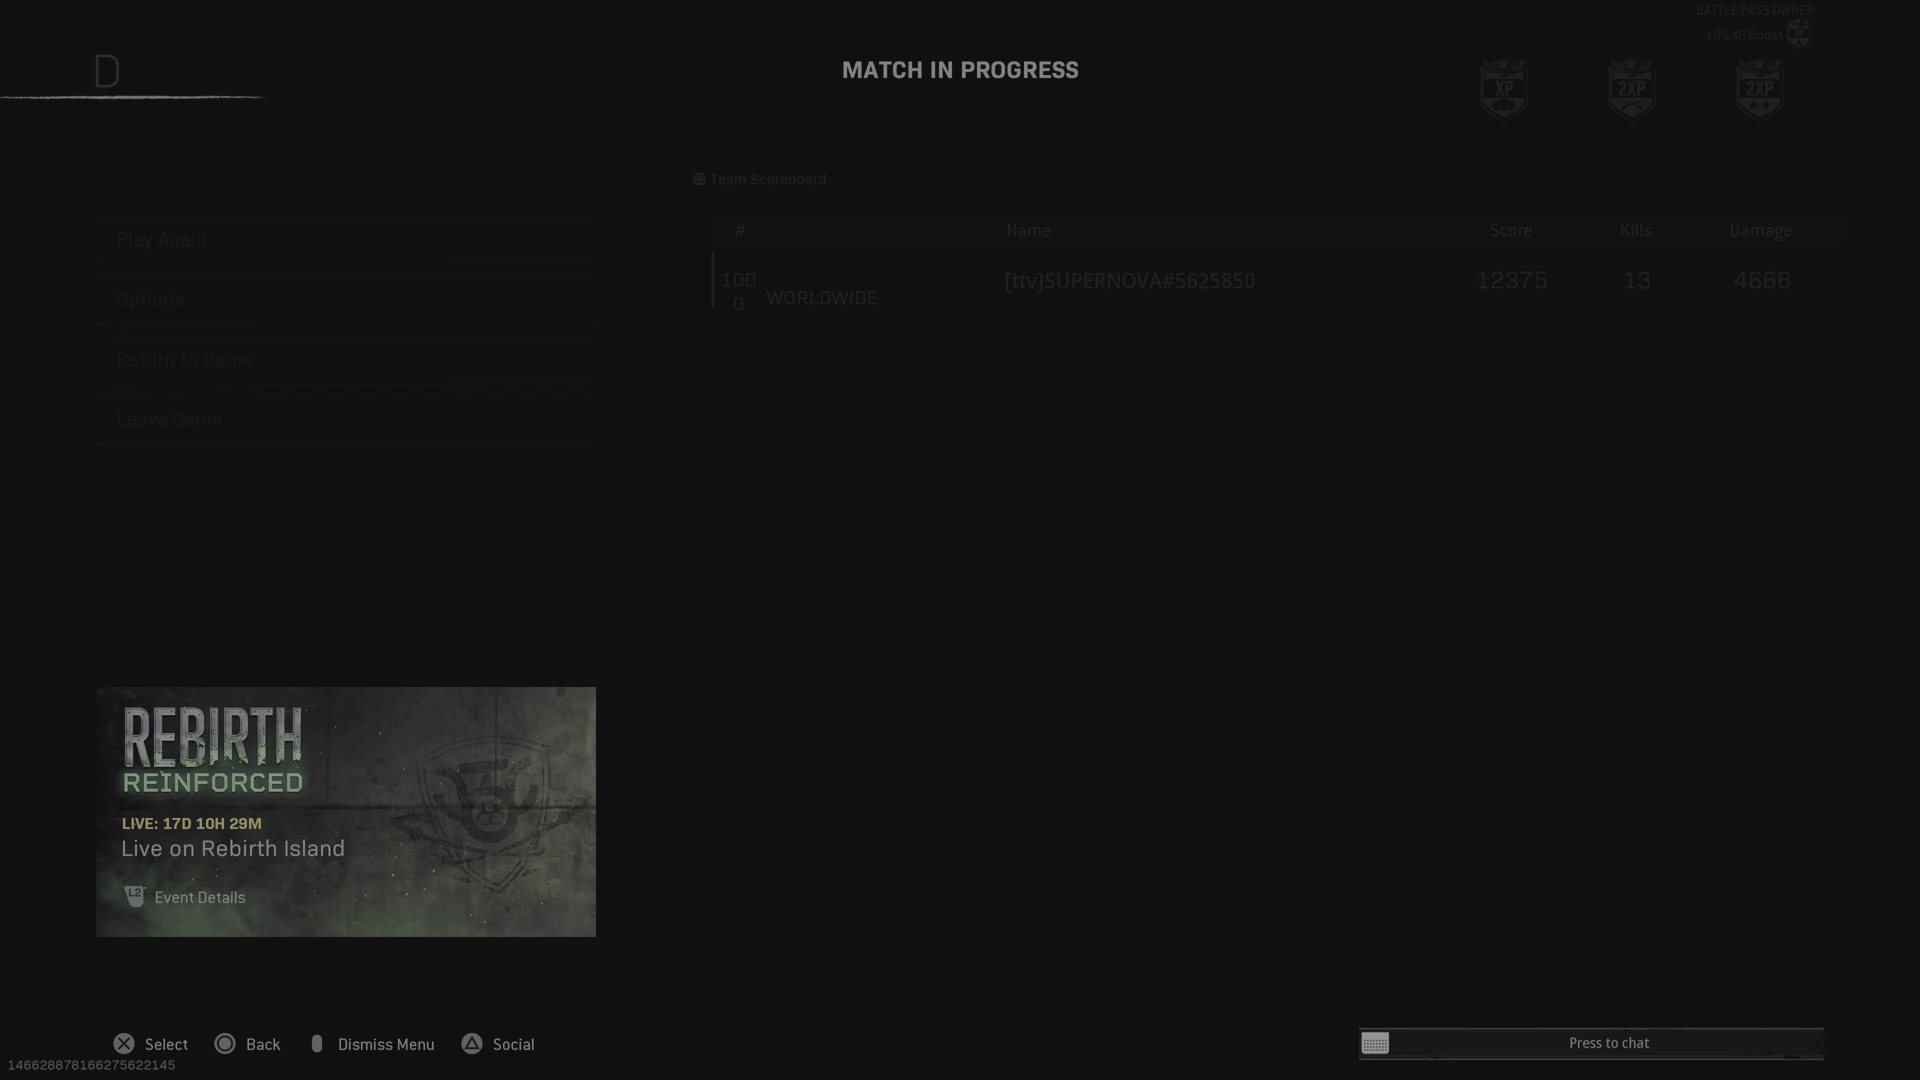 BATTLE PASS OWNER
10% XP Boost
D
MATCH IN PROGRESS
XP
2XP
2XP
Team Scoreboard
# Name Score Kills Damage
100 [ttv]SUPERNOVA#5625850 12375 13 4666
0 WORLDWIDE
Play Again
Options
Return to Game
Leave Game
REBIRTH
REINFORCED
LIVE: 17D 10H 29M
Live on Rebirth Island
L2 Event Details
Select Back Dismiss Menu Social
Press to chat
146628878166275622145